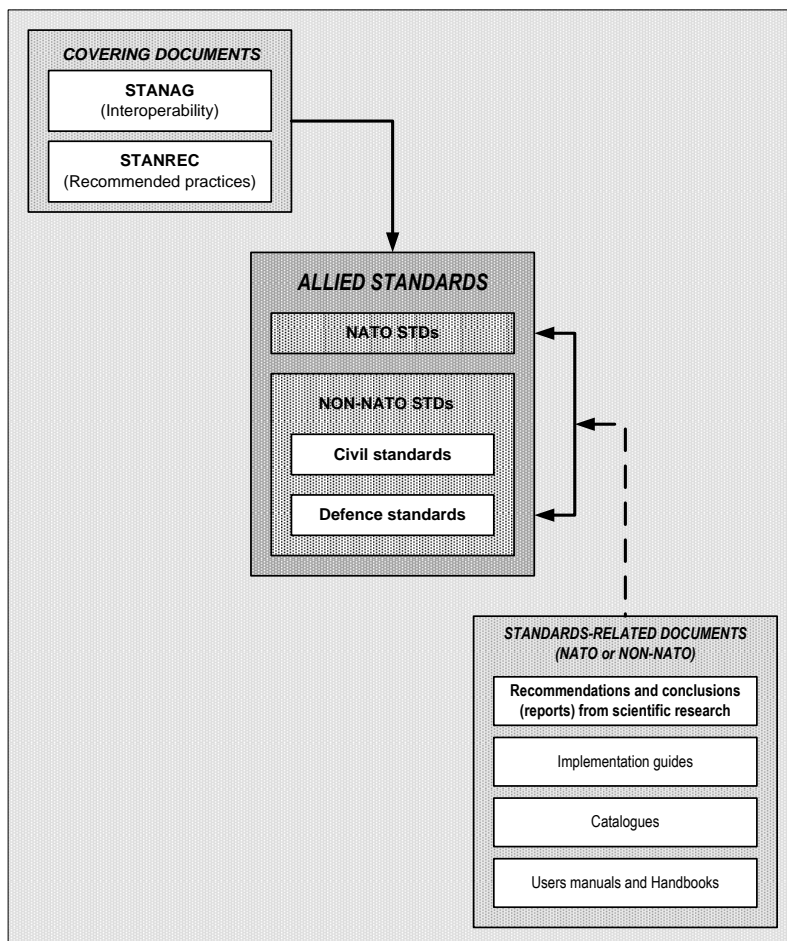 COVERING DOCUMENTS
STANAG
(Interoperability)
STANREC
(Recommended practices)
ALLIED STANDARDS
NATO STDs
NON-NATO STDs
Civil standards
Defence standards
STANDARDS-RELATED DOCUMENTS
(NATO or NON-NATO)
Recommendations and conclusions
(reports) from scientific research
Implementation guides
Catalogues
Users manuals and Handbooks